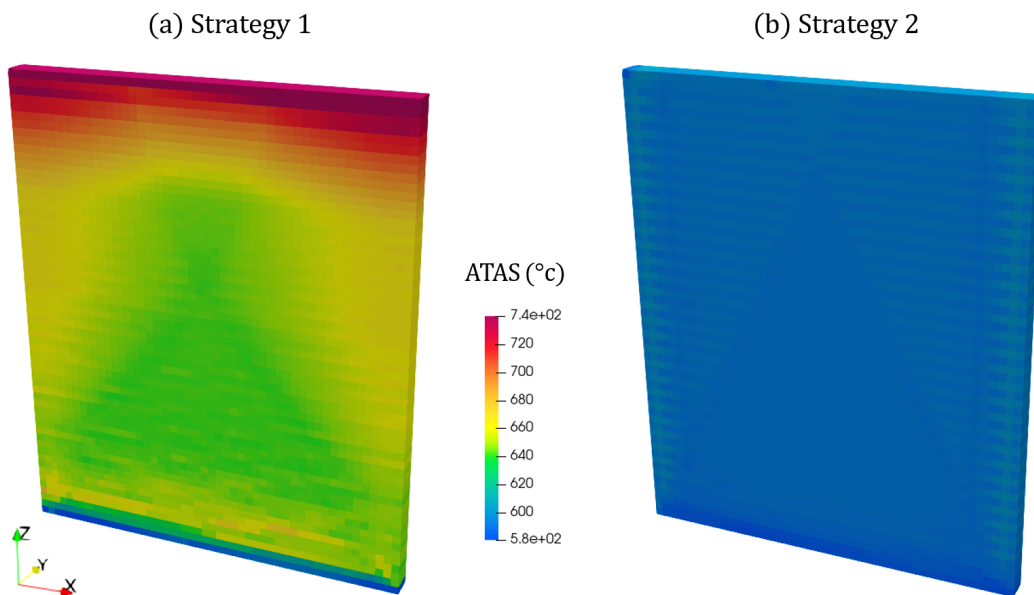 (a) Strategy 1
(b) Strategy 2
ATAS (°c)
7.4e+02
720
700
680
660
640
620
600
5.8e+02
Z
Y
X